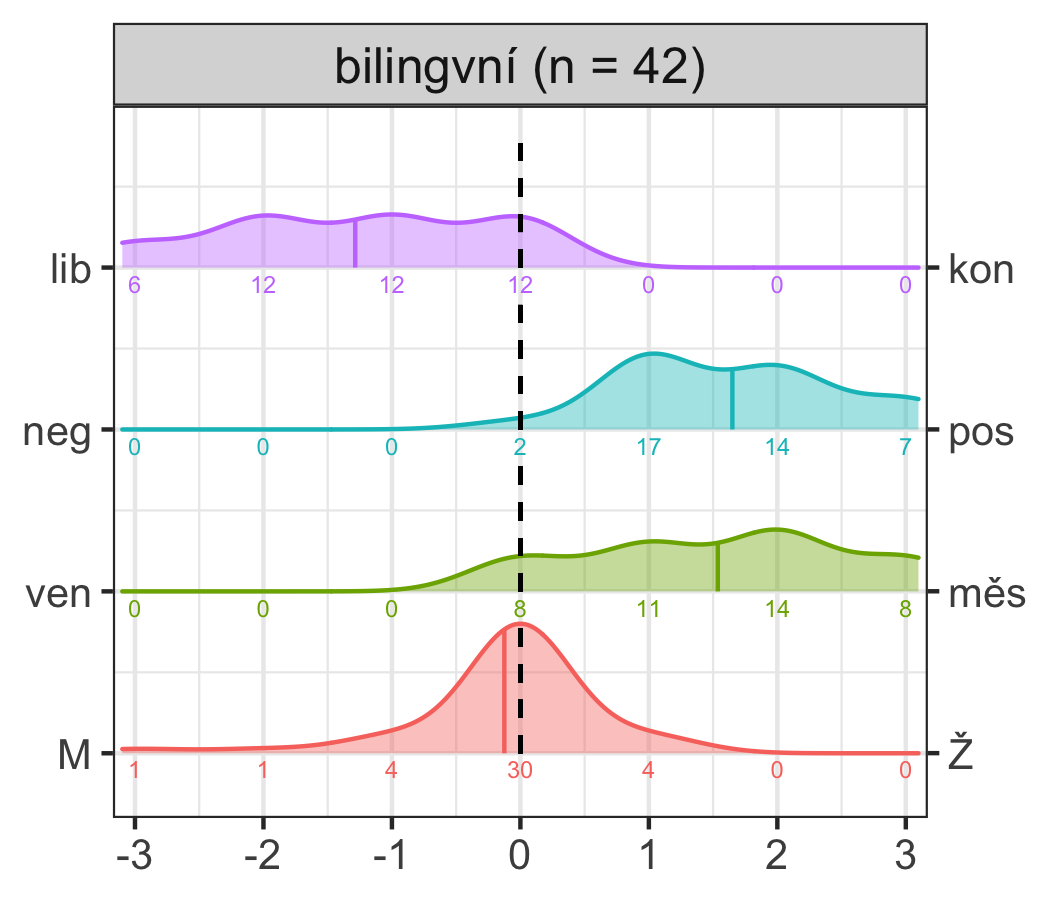 bilingvní (n = 42)
lib kon
6 12 12 12 0 0 0
neg pos
0 0 0 2 17 14 7
ven měs
0 0 0 8 11 14 8
M Ž
1 1 4 30 4 0 0
-3 -2 -1 0 1 2 3